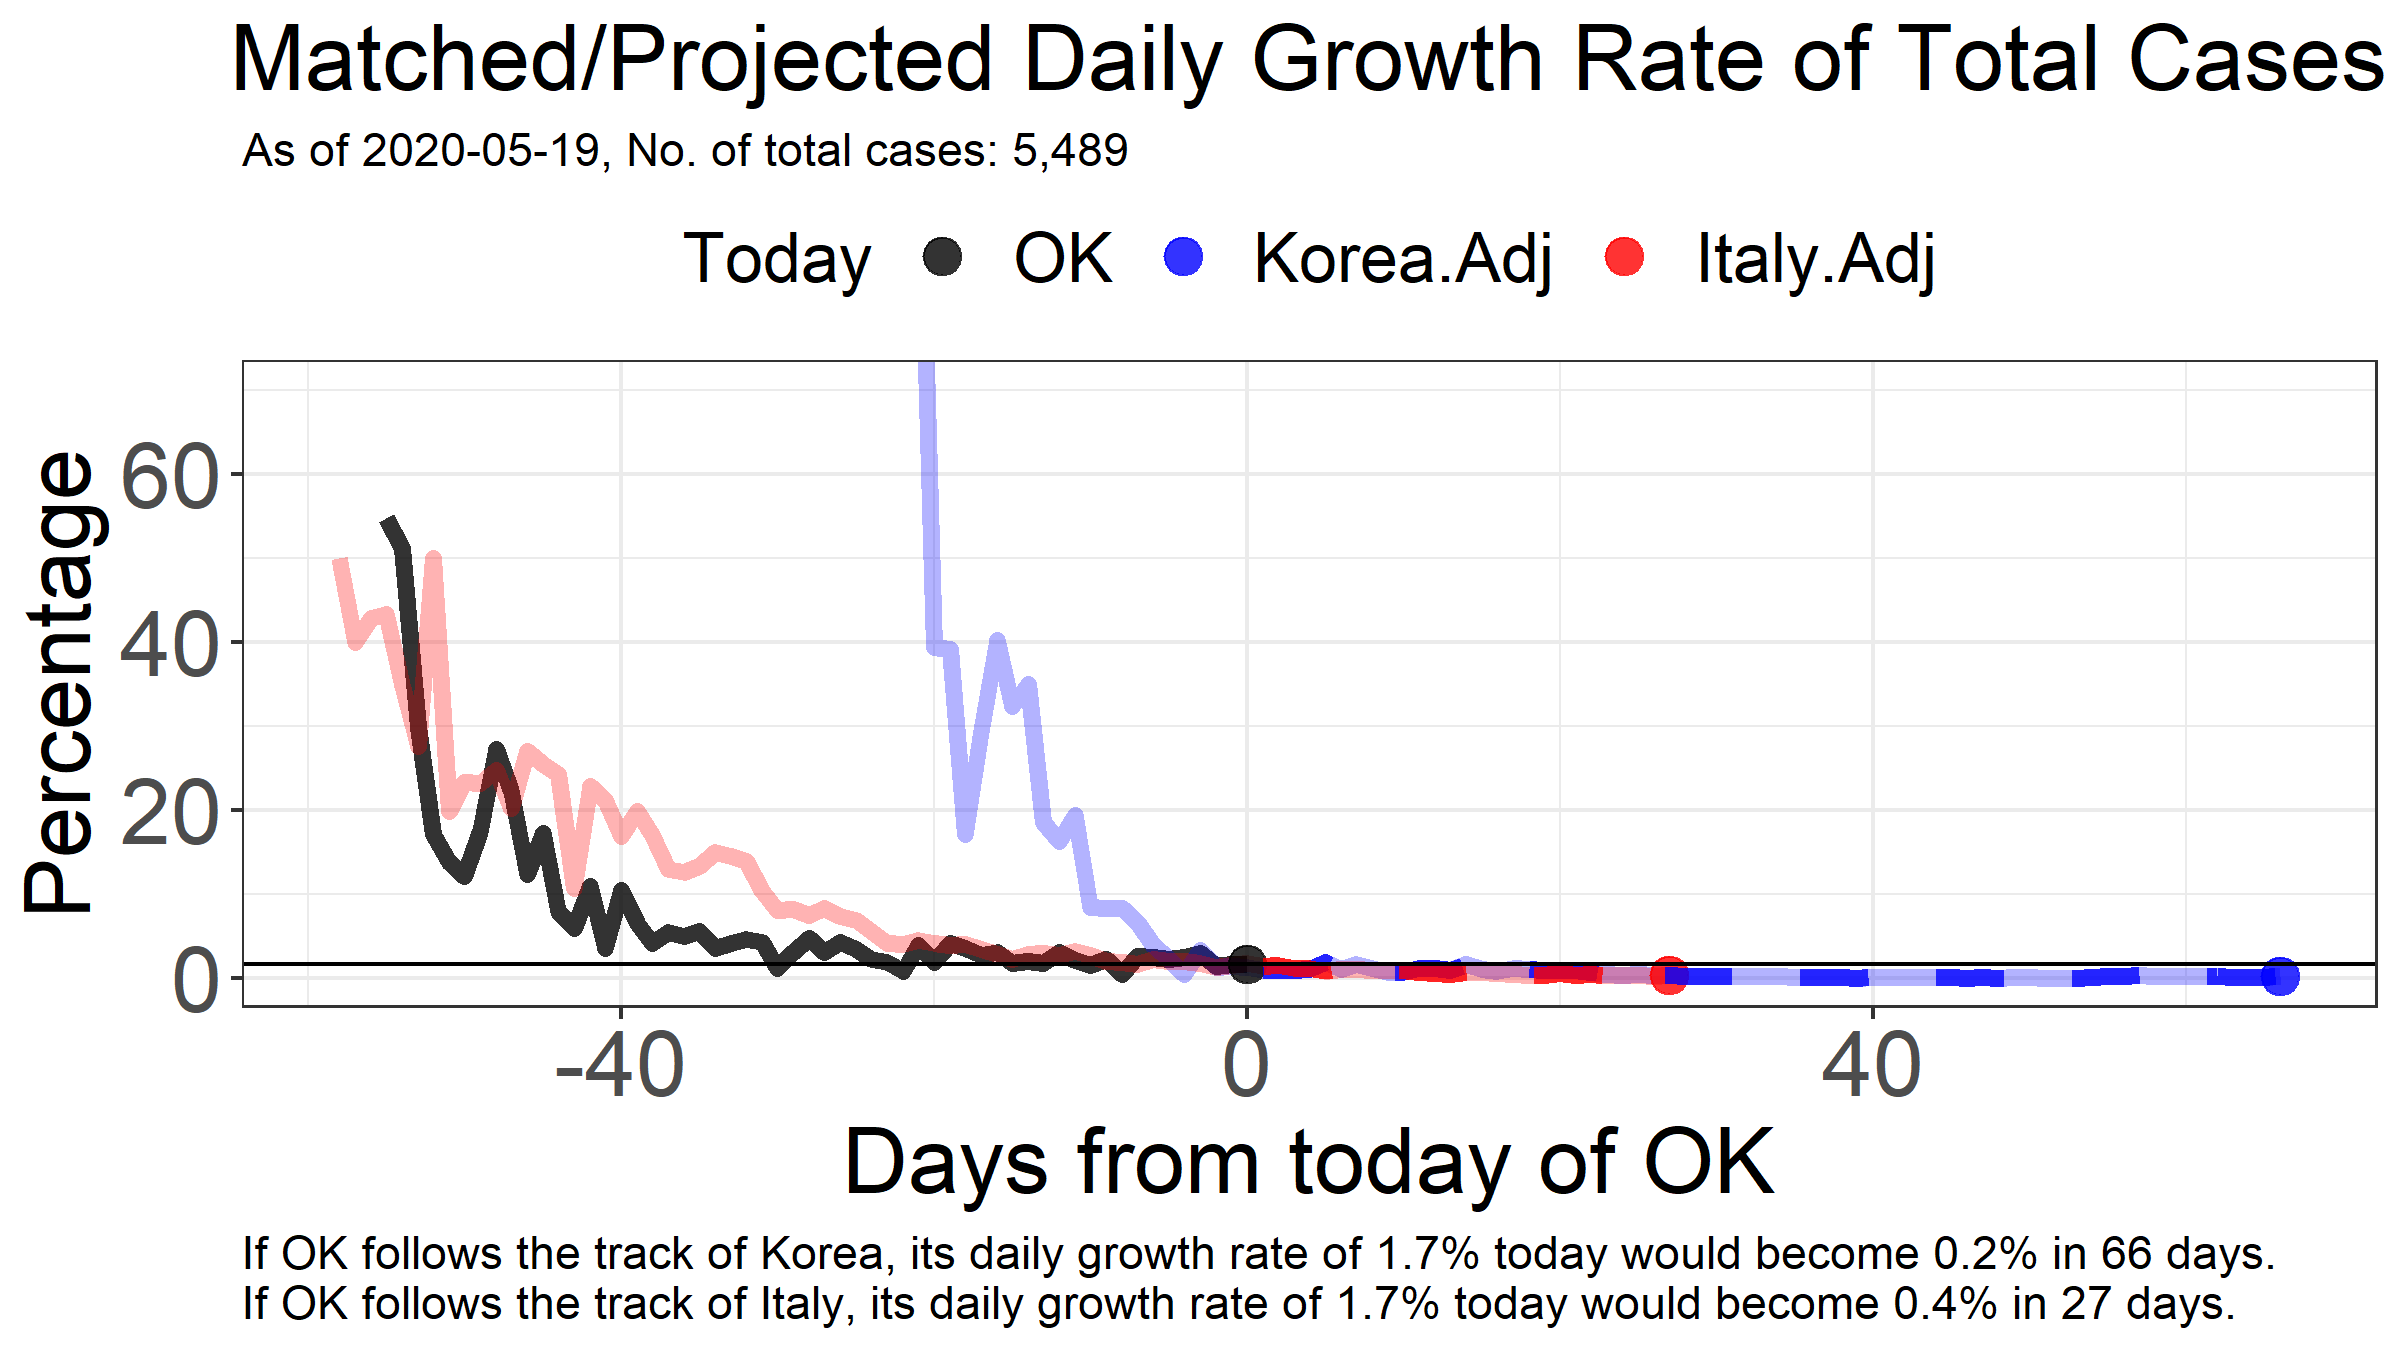 Matched/Projected Daily Growth Rate of Total Cases
As of 2020-05-19, No. of total cases: 5,489
Today OK Korea.Adj Italy.Adj
Percentage
60
40
20
0
-40 0 40
Days from today of OK
If OK follows the track of Korea, its daily growth rate of 1.7% today would become 0.2% in 66 days.
If OK follows the track of Italy, its daily growth rate of 1.7% today would become 0.4% in 27 days.